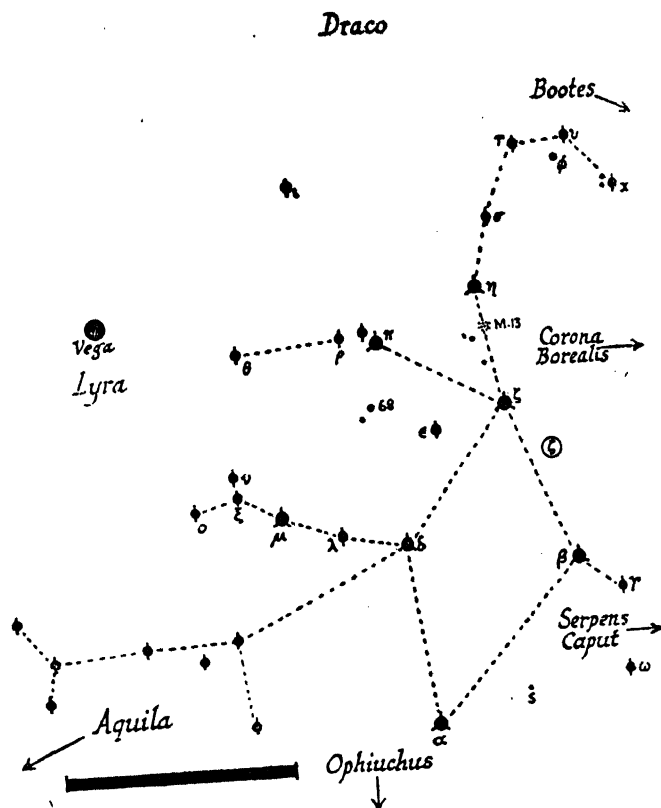 Draco
Bootes
τ
υ
φ
χ
ι
σ
η
M.13
Vega
Lyra
θ
ρ
π
Corona
Borealis
68
ε
ζ
ζ
υ
ξ
ο
μ
λ
δ
β
γ
Serpens
Caput
ω
s
α
Aquila
Ophiuchus